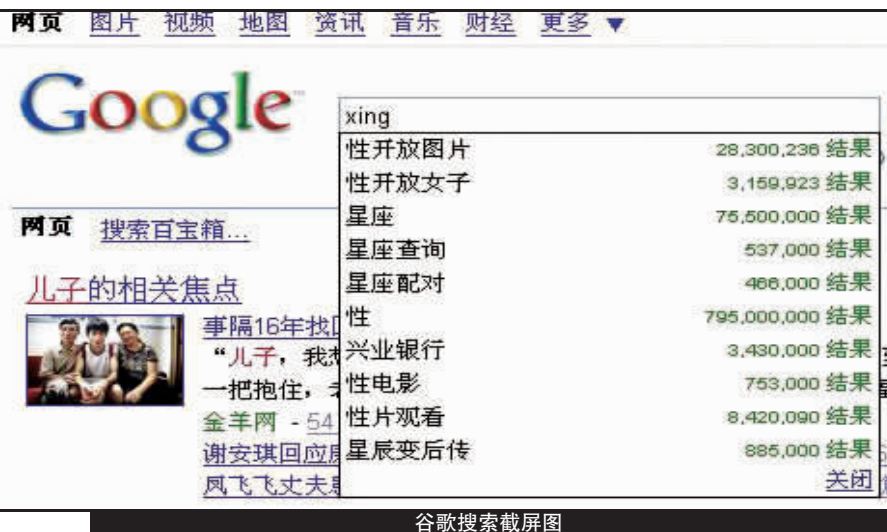 网页 图片 视频 地图 资讯 音乐 财经 更多 ▼
Google
xing
性开放图片 28,300,236 结果
性开放女子 3,159,923 结果
星座 75,500,000 结果
星座查询 537,000 结果
星座配对 466,000 结果
性 795,000,000 结果
兴业银行 3,430,000 结果
性电影 753,000 结果
性片观看 8,420,090 结果
星辰变后传 885,000 结果
关闭
网页 搜索百宝箱...
儿子的相关焦点
事隔16年找
“儿子，我
一把抱住，
金羊网 - 54
谢安琪回应
凤飞飞丈夫
谷歌搜索截屏图